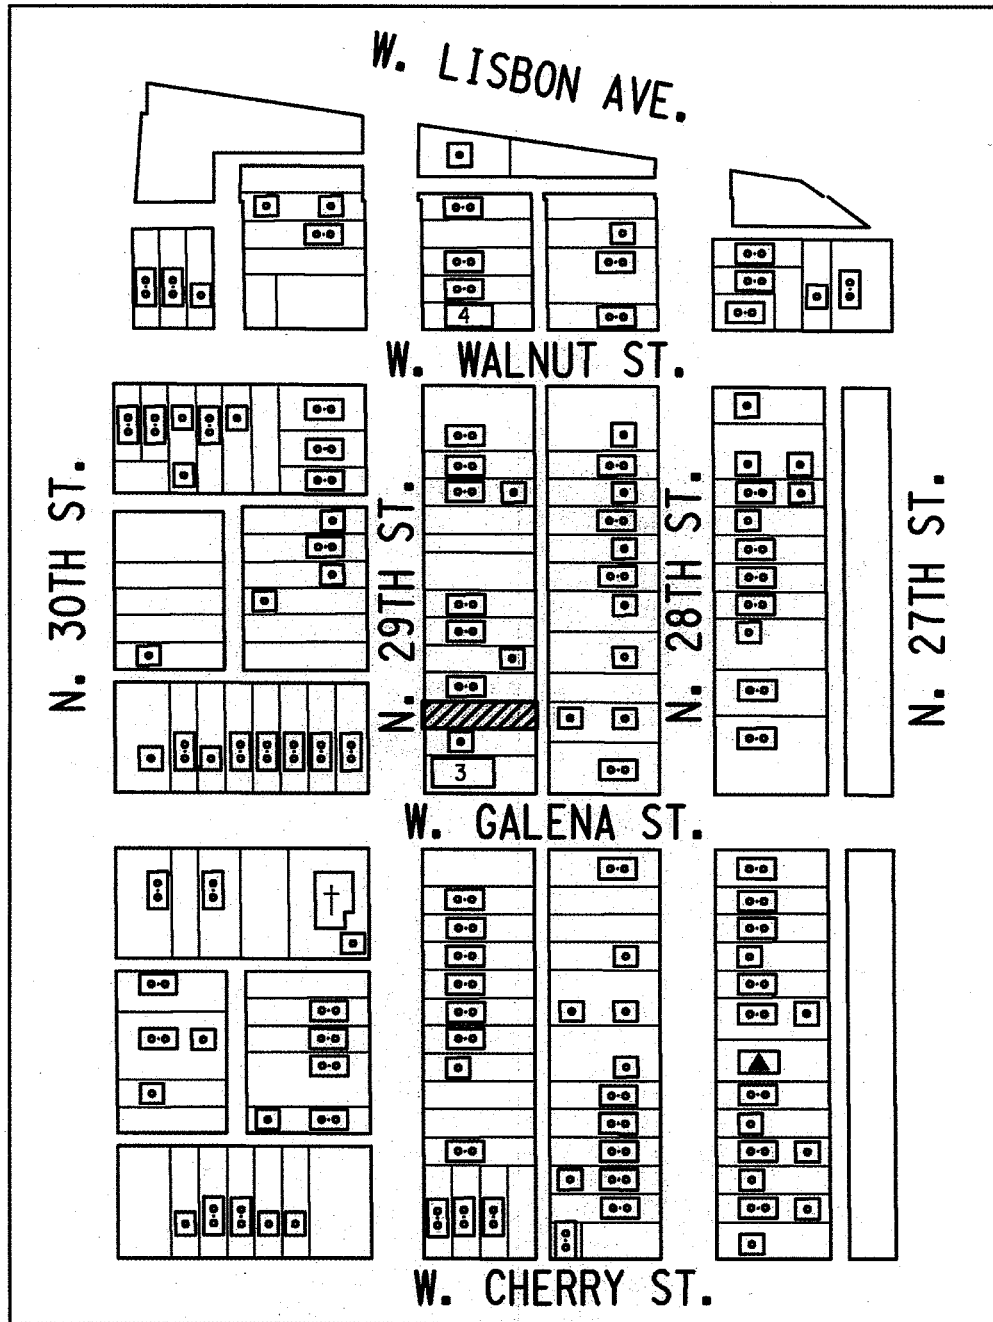 W. LISBON AVE.
4
W. WALNUT ST.
N. 30TH ST.
N. 29TH ST.
N. 28TH ST.
N. 27TH ST.
3
W. GALENA ST.
W. CHERRY ST.